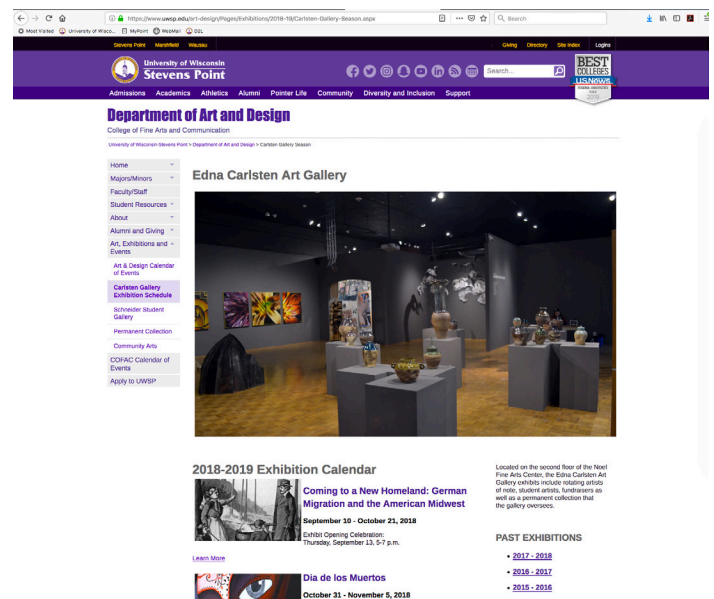 https://www.uwsp.edu/art-design/Pages/Exhibitions/2018-19/Carlsten-Gallery-Season.aspx
Search
Most Visited University of Wisco... MyPoint WebMail D2L
Stevens Point Marshfield Wausau
Giving Directory Site Index Logins
University of Wisconsin
Stevens Point
Search...
BEST
COLLEGES
U.S.News
2019
Admissions Academics Athletics Alumni Pointer Life Community Diversity and Inclusion Support
Department of Art and Design
College of Fine Arts and Communication
University of Wisconsin-Stevens Point > Department of Art and Design > Carlsten Gallery Season
Home
Majors/Minors
Faculty/Staff
Student Resources
About
Alumni and Giving
Art, Exhibitions and
Events
Art & Design Calendar
of Events
Carlsten Gallery
Exhibition Schedule
Schneider Student
Gallery
Permanent Collection
Community Arts
COFAC Calendar of
Events
Apply to UWSP
Edna Carlsten Art Gallery
2018-2019 Exhibition Calendar
Coming to a New Homeland: German
Migration and the American Midwest
September 10 - October 21, 2018
Exhibit Opening Celebration:
Thursday, September 13, 5-7 p.m.
Learn More
Dia de los Muertos
October 31 - November 5, 2018
Located on the second floor of the Noel
Fine Arts Center, the Edna Carlsten Art
Gallery exhibits include rotating artists
of note, student artists, fundraisers as
well as a permanent collection that
the gallery oversees.
PAST EXHIBITIONS
2017 - 2018
2016 - 2017
2015 - 2016